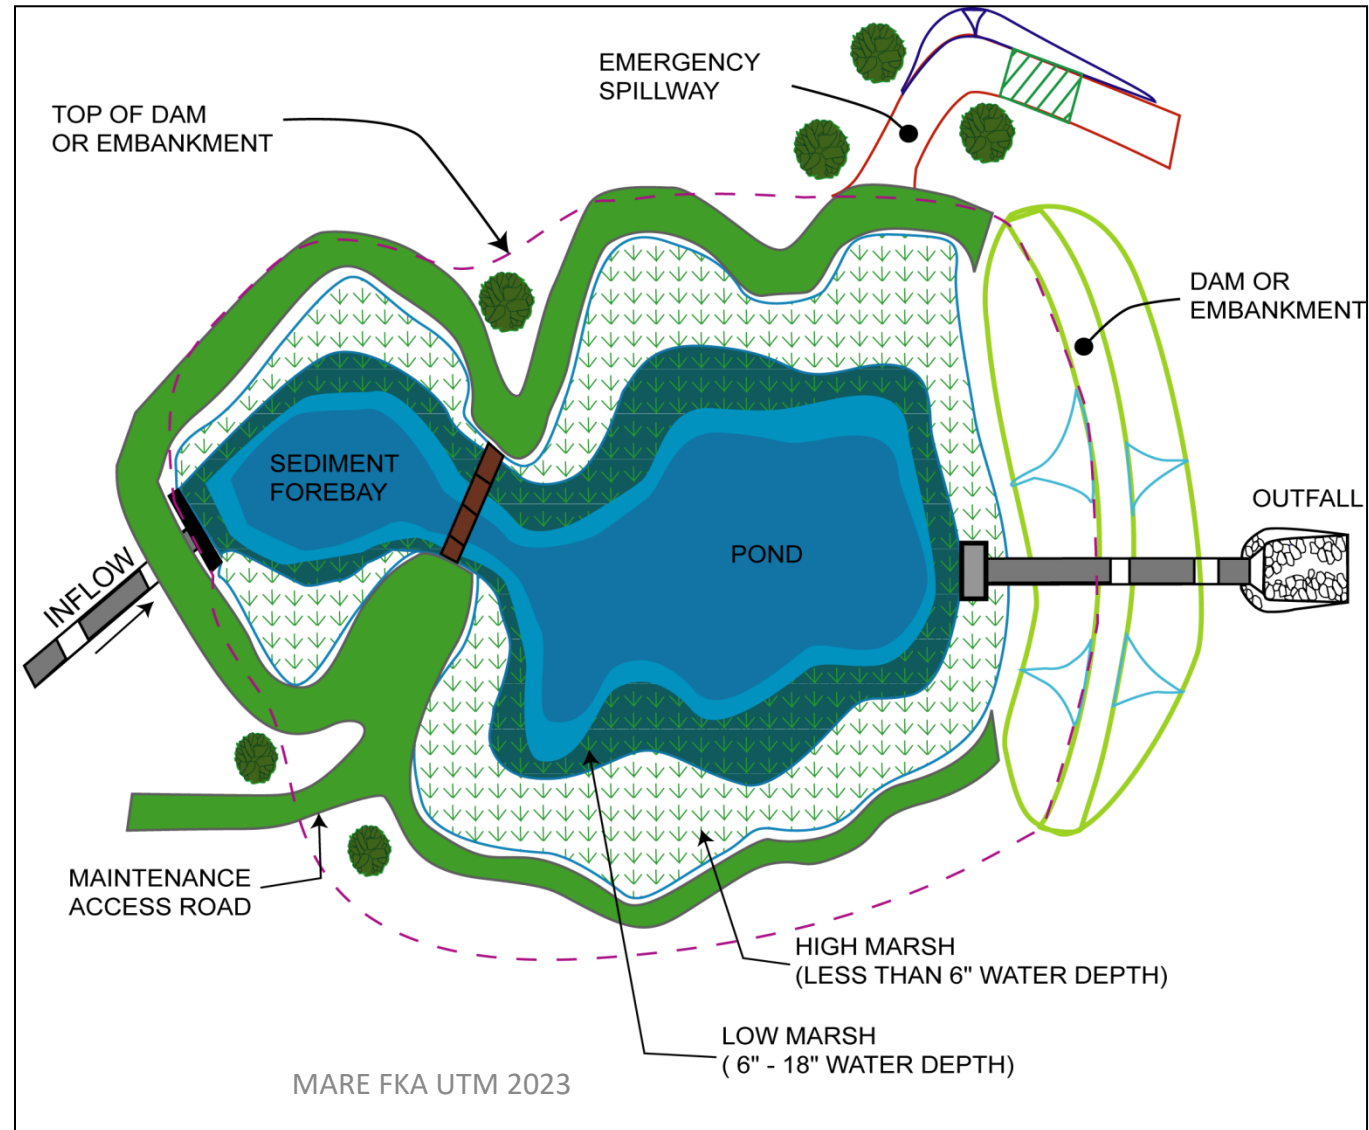 EMERGENCY
SPILLWAY
TOP OF DAM
OR EMBANKMENT
DAM OR
EMBANKMENT
SEDIMENT
FOREBAY
OUTFALL
POND
INFLOW
MAINTENANCE
ACCESS ROAD
HIGH MARSH
(LESS THAN 6" WATER DEPTH)
LOW MARSH
( 6" - 18" WATER DEPTH)
MARE FKA UTM 2023